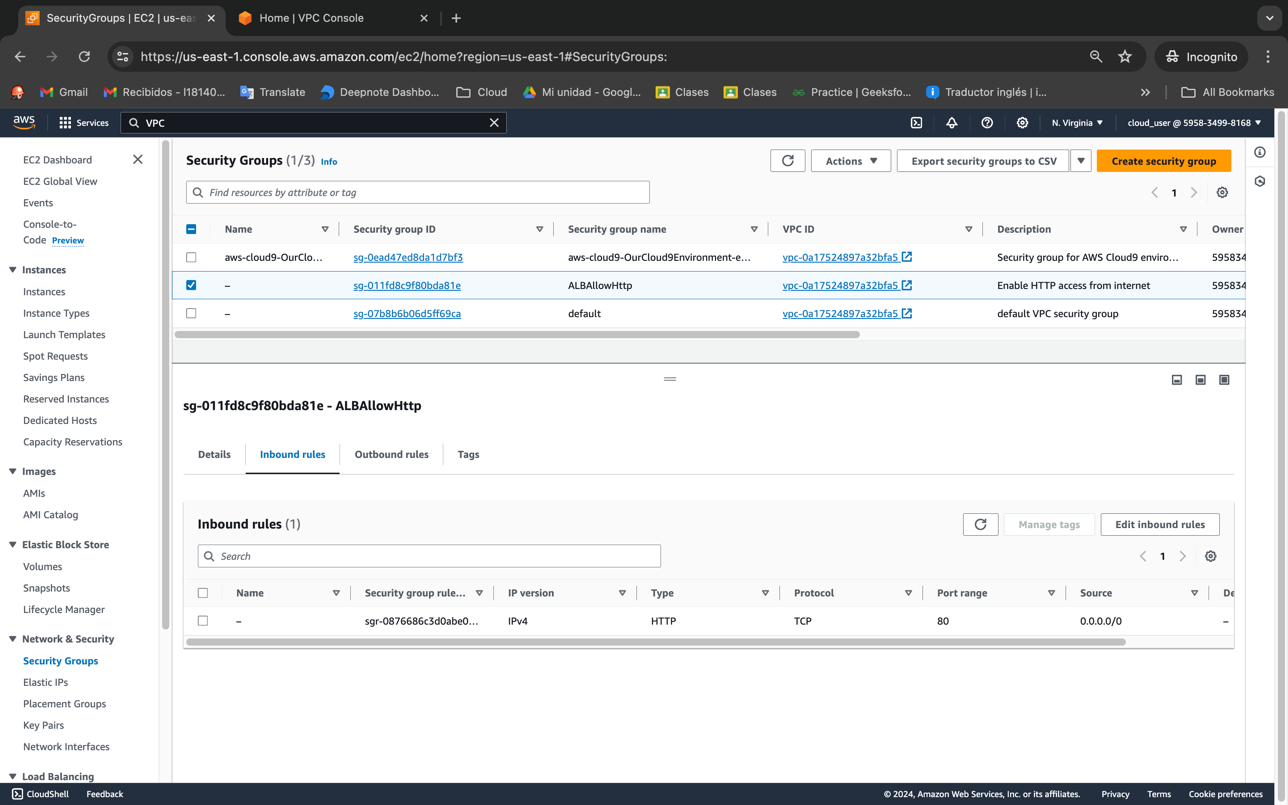 SecurityGroups | EC2 | us-eas
Home | VPC Console
https://us-east-1.console.aws.amazon.com/ec2/home?region=us-east-1#SecurityGroups:
Incognito
Gmail
Recibidos - l18140...
Translate
Deepnote Dashbo...
Cloud
Mi unidad - Googl...
Clases
Clases
Practice | Geeksfo...
Traductor inglés | i...
»
All Bookmarks
aws
Services
VPC
N. Virginia
cloud_user @ 5958-3499-8168
EC2 Dashboard
EC2 Global View
Events
Console-to-
Code Preview
Instances
Instances
Instance Types
Launch Templates
Spot Requests
Savings Plans
Reserved Instances
Dedicated Hosts
Capacity Reservations
Images
AMIs
AMI Catalog
Elastic Block Store
Volumes
Snapshots
Lifecycle Manager
Network & Security
Security Groups
Elastic IPs
Placement Groups
Key Pairs
Network Interfaces
Load Balancing
Security Groups (1/3) Info
Actions
Export security groups to CSV
Create security group
Find resources by attribute or tag
1
Name Security group ID Security group name VPC ID Description Owner
aws-cloud9-OurClo... sg-0ead47ed8da1d7bf3 aws-cloud9-OurCloud9Environment-e... vpc-0a17524897a32bfa5 Security group for AWS Cloud9 enviro... 595834
– sg-011fd8c9f80bda81e ALBAllowHttp vpc-0a17524897a32bfa5 Enable HTTP access from internet 595834
– sg-07b8b6b06d5ff69ca default vpc-0a17524897a32bfa5 default VPC security group 595834
sg-011fd8c9f80bda81e - ALBAllowHttp
Details
Inbound rules
Outbound rules
Tags
Inbound rules (1)
Manage tags
Edit inbound rules
Search
1
Name Security group rule... IP version Type Protocol Port range Source De
– sgr-0876686c3d0abe0... IPv4 HTTP TCP 80 0.0.0.0/0 –
CloudShell
Feedback
© 2024, Amazon Web Services, Inc. or its affiliates.
Privacy
Terms
Cookie preferences